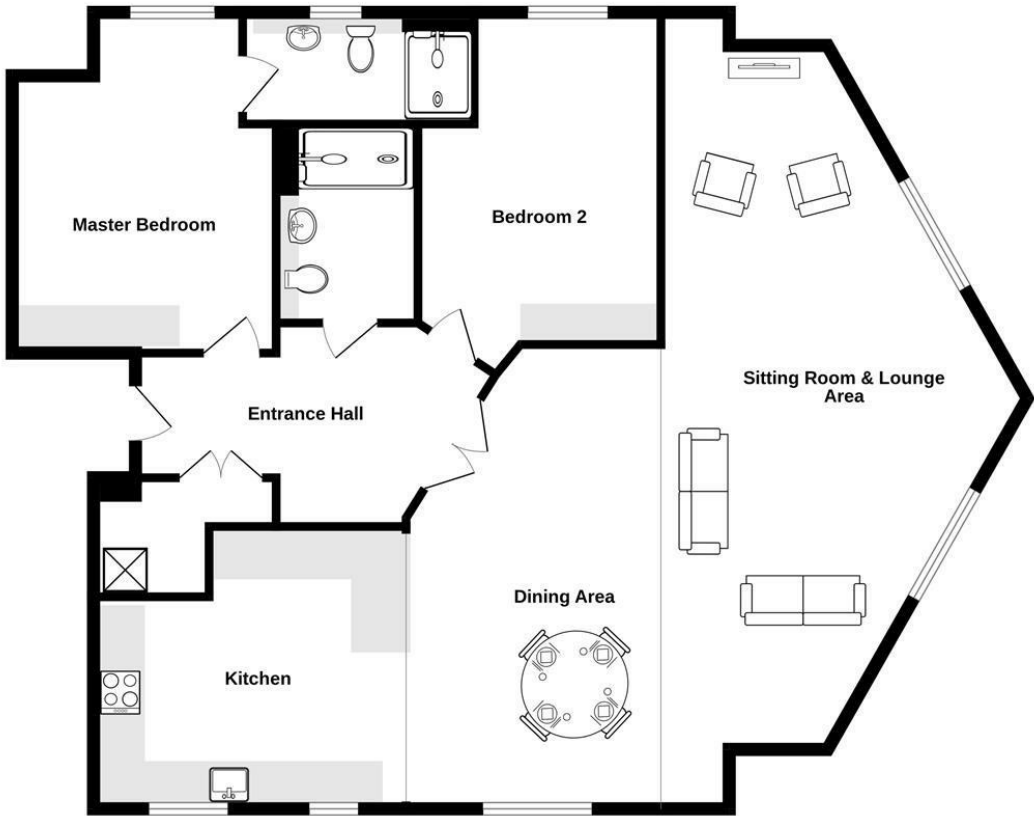 Master Bedroom
Bedroom 2
Sitting Room & Lounge
Area
Entrance Hall
Dining Area
Kitchen